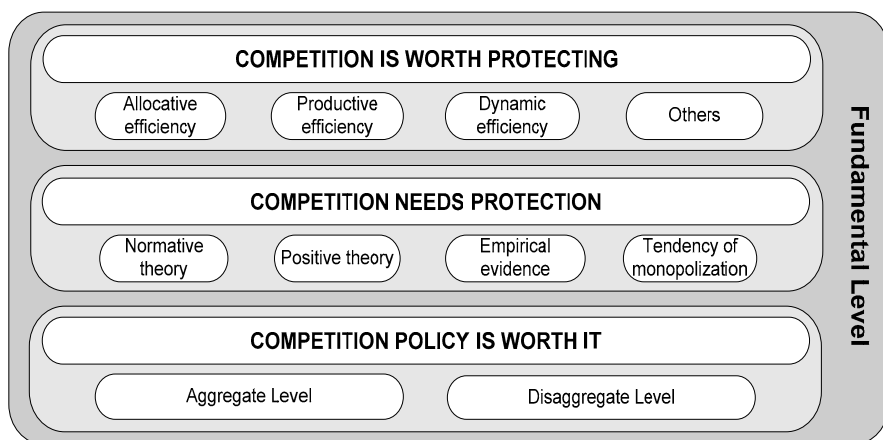 COMPETITION IS WORTH PROTECTING
Allocative
efficiency
Productive
efficiency
Dynamic
efficiency
Others
COMPETITION NEEDS PROTECTION
Normative
theory
Positive theory
Empirical
evidence
Tendency of
monopolization
COMPETITION POLICY IS WORTH IT
Aggregate Level
Disaggregate Level
Fundamental Level